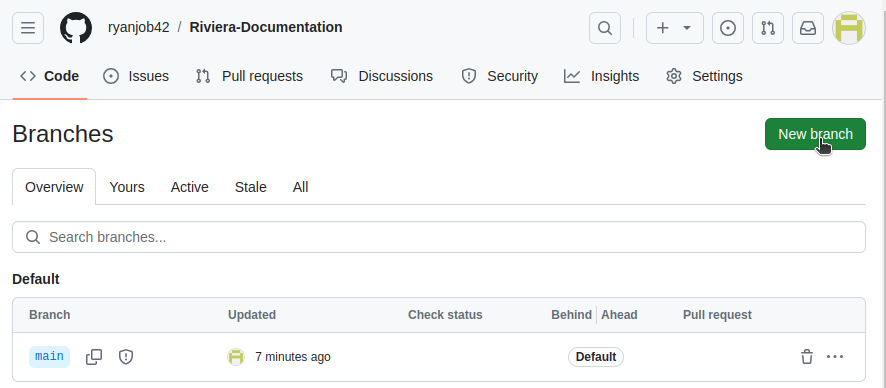 ryanjob42 / Riviera-Documentation
Code Issues Pull requests Discussions Security Insights Settings
Branches New branch
Overview Yours Active Stale All
Search branches...
Default
Branch Updated Check status Behind Ahead Pull request
main 7 minutes ago Default